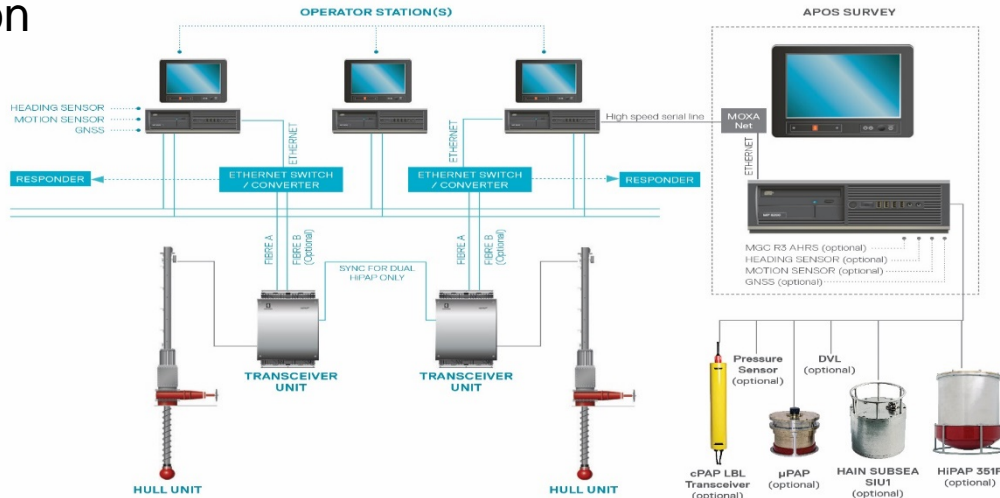 on
OPERATOR STATION(S)
APOS SURVEY
HEADING SENSOR
MOTION SENSOR
GNSS
High speed serial line
MOXA
Net
ETHERNET
ETHERNET
ETHERNET
RESPONDER
ETHERNET SWITCH
/ CONVERTER
ETHERNET SWITCH
/ CONVERTER
RESPONDER
MGC R3 AHRS (optional)
HEADING SENSOR (optional)
MOTION SENSOR (optional)
GNSS (optional)
FIBRE A
FIBRE B
(Optional)
SYNC FOR DUAL
HiPAP ONLY
FIBRE A
FIBRE B
(Optional)
TRANSCEIVER
UNIT
TRANSCEIVER
UNIT
HULL UNIT
HULL UNIT
Pressure
Sensor
(optional)
DVL
(optional)
cPAP LBL
Transceiver
(optional)
µPAP
(optional)
HAIN SUBSEA
SIU1
(optional)
HiPAP 351P
(optional)